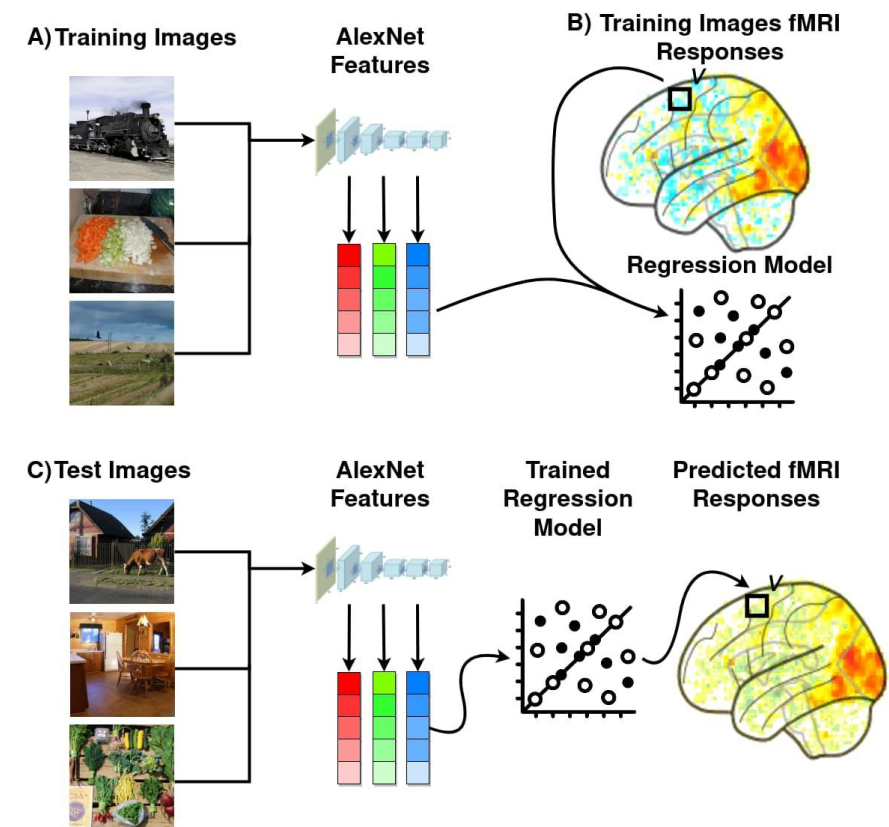 A) Training Images
AlexNet
Features
B) Training Images fMRI
Responses
V
Regression Model
C) Test Images
AlexNet
Features
Trained
Regression
Model
Predicted fMRI
Responses
V